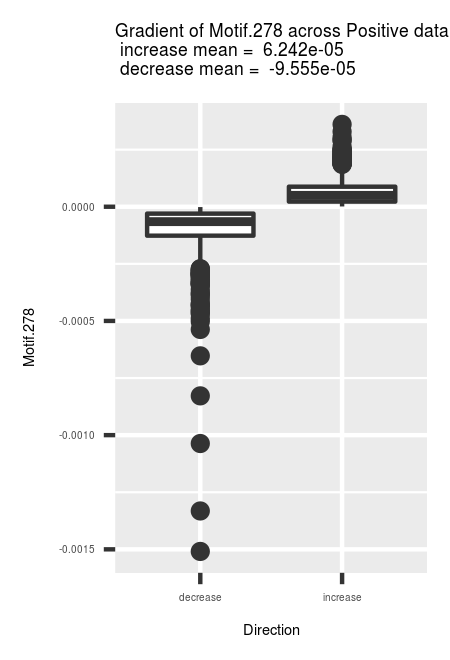 Gradient of Motif.278 across Positive data
increase mean =  6.242e-05
decrease mean =  -9.555e-05
0.0000
-0.0005
-0.0010
-0.0015
Motif.278
decrease
increase
Direction